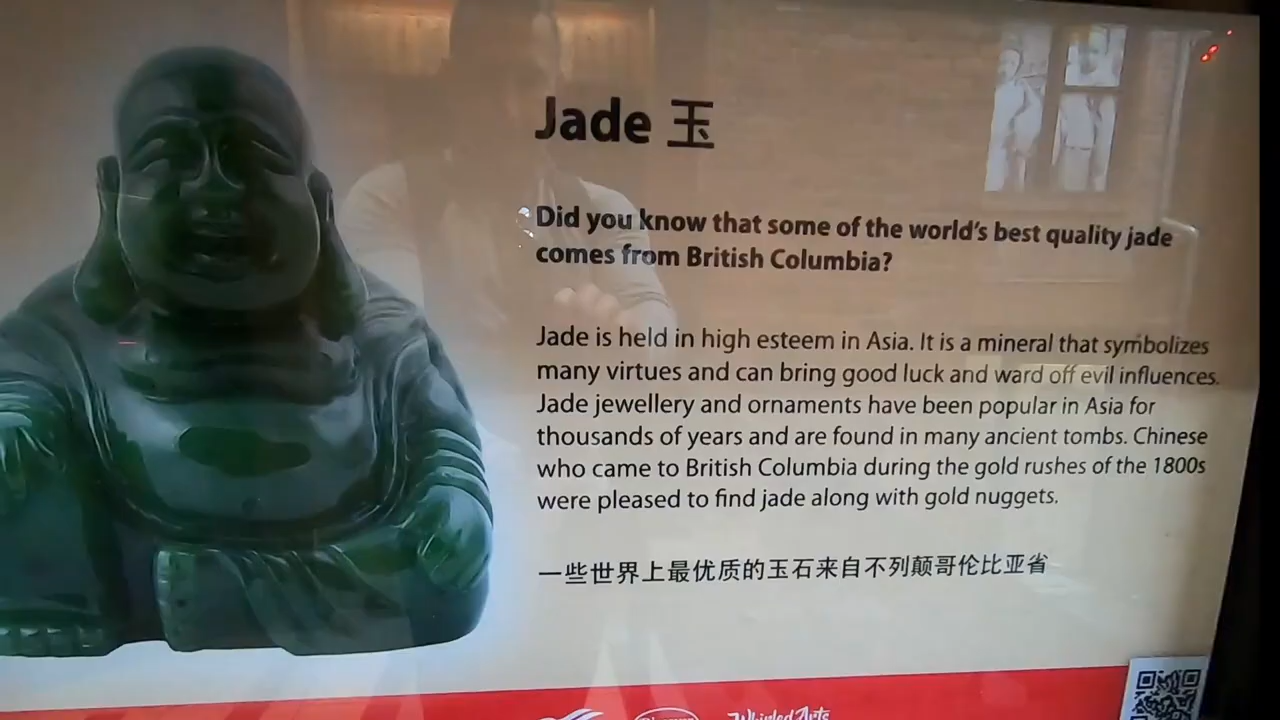 Jade 玉
Did you know that some of the world's best quality jade
comes from British Columbia?
Jade is held in high esteem in Asia. It is a mineral that symbolizes
many virtues and can bring good luck and ward off evil influences.
Jade jewellery and ornaments have been popular in Asia for
thousands of years and are found in many ancient tombs. Chinese
who came to British Columbia during the gold rushes of the 1800s
were pleased to find jade along with gold nuggets.
一些世界上最优质的玉石来自不列颠哥伦比亚省
Whirled Arts